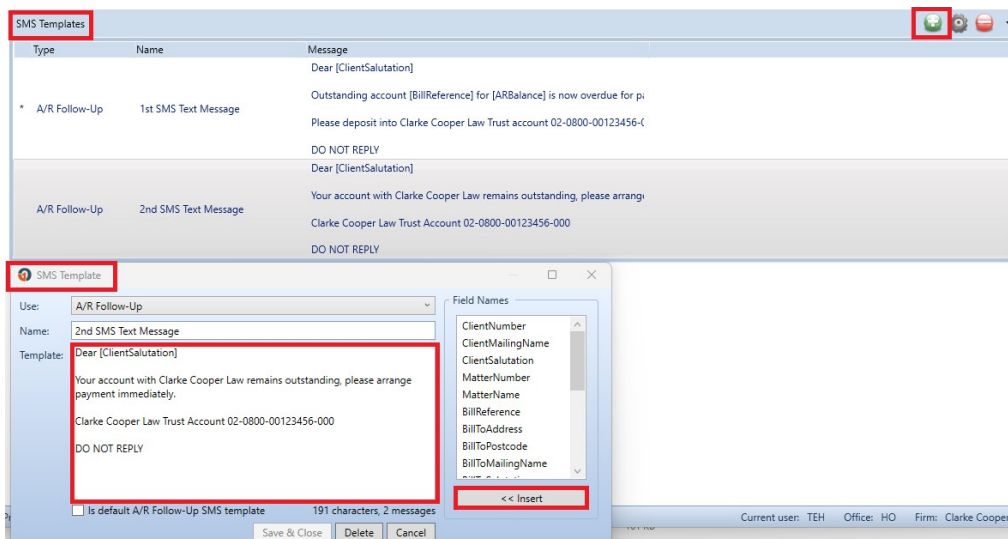 SMS Templates
Type Name Message
Dear [ClientSalutation]
Outstanding account [BillReference] for [ARBalance] is now overdue for pa
* A/R Follow-Up 1st SMS Text Message
Please deposit into Clarke Cooper Law Trust account 02-0800-00123456-0
DO NOT REPLY
Dear [ClientSalutation]
Your account with Clarke Cooper Law remains outstanding, please arrang
A/R Follow-Up 2nd SMS Text Message
Clarke Cooper Law Trust Account 02-0800-00123456-000
DO NOT REPLY
SMS Template
Use: A/R Follow-Up
Name: 2nd SMS Text Message
Template: Dear [ClientSalutation]
Your account with Clarke Cooper Law remains outstanding, please arrange
payment immediately.
Clarke Cooper Law Trust Account 02-0800-00123456-000
DO NOT REPLY
Is default A/R Follow-Up SMS template 191 characters, 2 messages
Save & Close Delete Cancel
Field Names
ClientNumber
ClientMailingName
ClientSalutation
MatterNumber
MatterName
BillReference
BillToAddress
BillToPostcode
BillToMailingName
<< Insert
Current user: TEH Office: HO Firm: Clarke Cooper